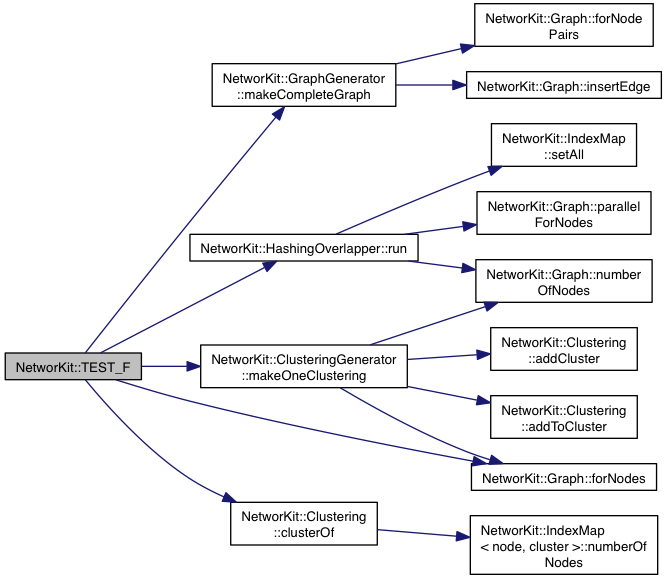 NetworKit::Graph::forNode
Pairs
NetworKit::GraphGenerator
::makeCompleteGraph
NetworKit::Graph::insertEdge
NetworKit::IndexMap
::setAll
NetworKit::Graph::parallel
ForNodes
NetworKit::HashingOverlapper::run
NetworKit::Graph::number
OfNodes
NetworKit::TEST_F
NetworKit::ClusteringGenerator
::makeOneClustering
NetworKit::Clustering
::addCluster
NetworKit::Clustering
::addToCluster
NetworKit::Graph::forNodes
NetworKit::Clustering
::clusterOf
NetworKit::IndexMap
< node, cluster >::numberOf
Nodes